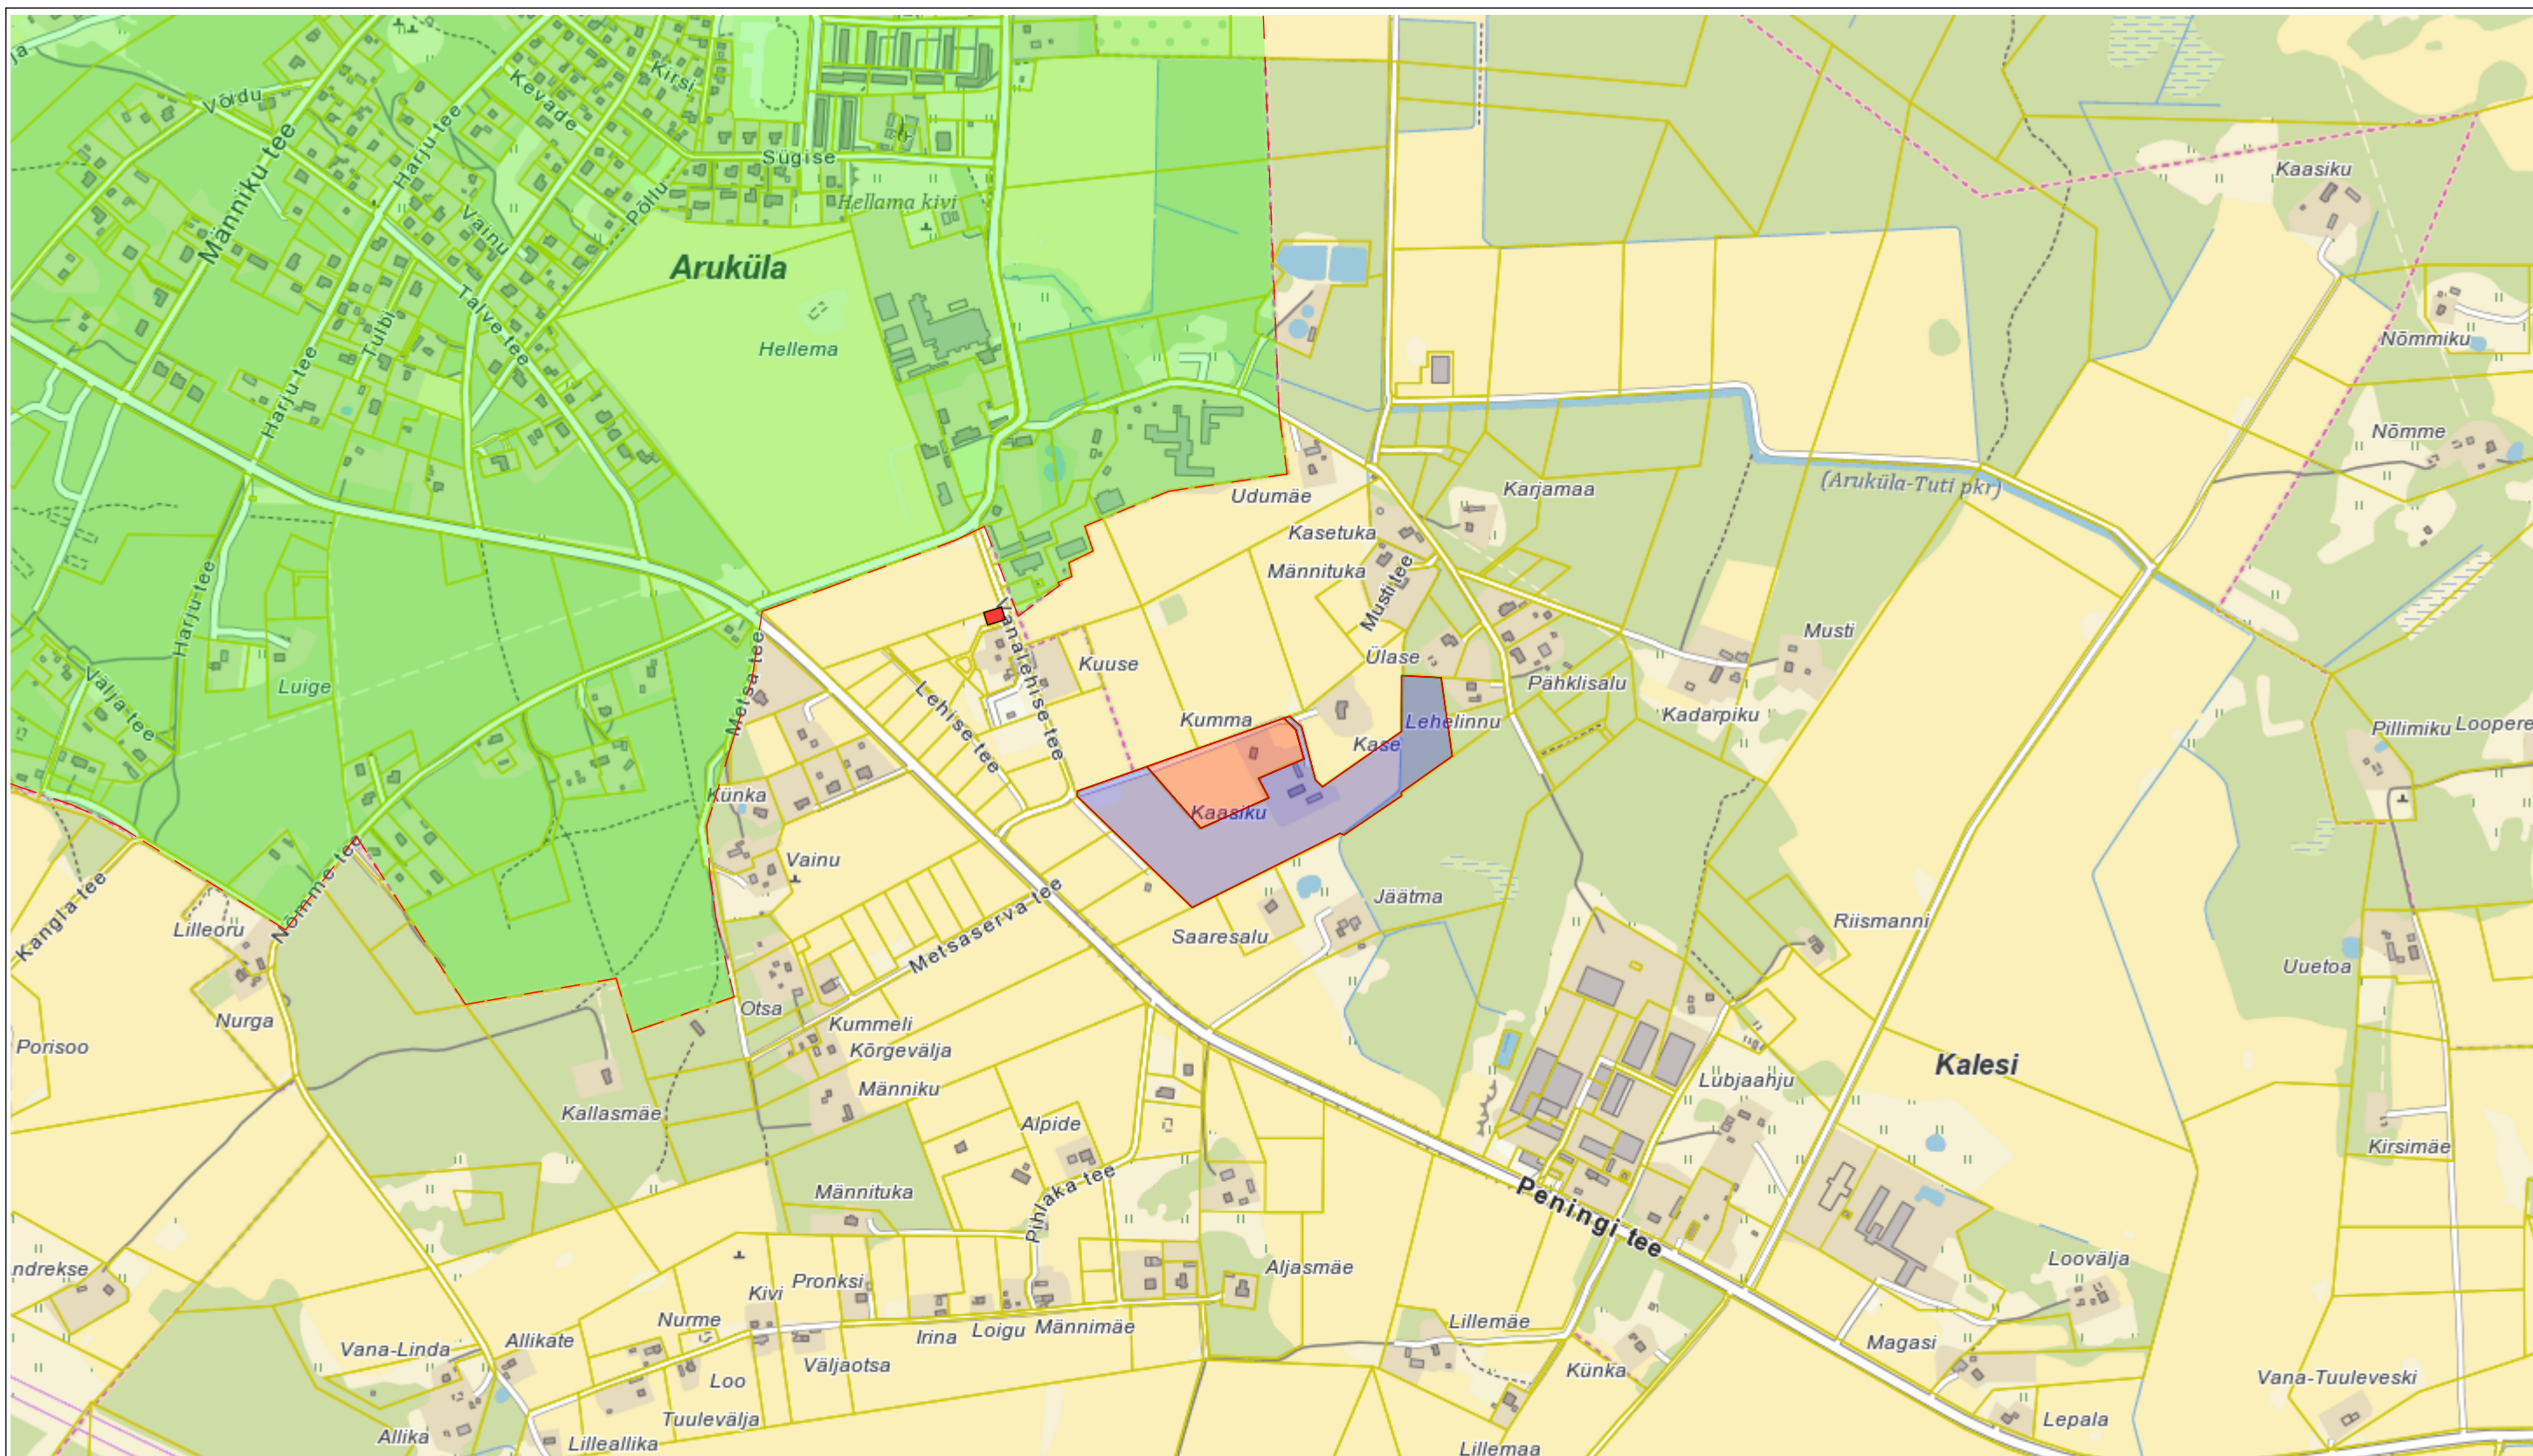 ja
Võidu
Männiku tee
Harju tee
Kevade
Kirsi
Vainu
Põllu
Sügise
Hellama kivi
Aruküla
Hellema
Talve tee
Tulbi
Harju tee
Kaasiku
Nõmmiku
Nõmme
(Aruküla-Tuti pkr)
Udumäe
Karjamaa
Kasetuka
Männituka
Musti tee
Harju tee
Välja tee
Luige
Metsa tee
Vanalehise tee
Lehise tee
Kuuse
Ülase
Pähklisalu
Musti
Kadarpiku
Kumma
Lehelinnu
Kase
Kaasiku
Pillimiku
Loopere
Künka
Vainu
Kangla tee
Nõmme tee
Lilleoru
Metsaserva tee
Saaresalu
Jäätma
Riismanni
Uuetoa
Nurga
Porisoo
Otsa
Kummeli
Kõrgevälja
Männiku
Kallasmäe
Alpide
Kalesi
Lubjaahju
Kirsimäe
Männituka
Pihlaka tee
Peningi tee
ndrekse
Aljasmäe
Loovälja
Kivi
Pronksi
Nurme
Irina
Loigu
Männimäe
Väljaotsa
Lillemäe
Magasi
Künka
Vana-Tuuleveski
Vana-Linda
Allikate
Loo
Tuulevälja
Lepala
Allika
Lilleallika
Lillemaa